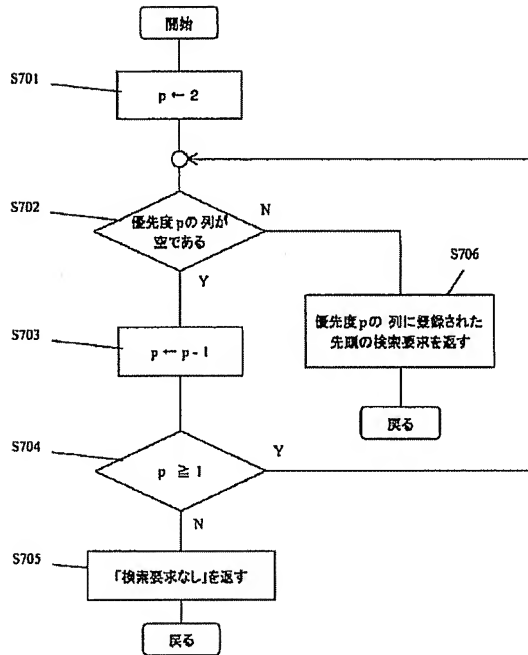 開始
S701
p ← 2
S702
優先度 p の 列が
空である
N
Y
S706
優先度 p の 列に登録された
先頭の検索要求を返す
戻る
S703
p ← p - 1
S704
p ≧ 1
Y
N
S705
「検索要求なし」を返す
戻る